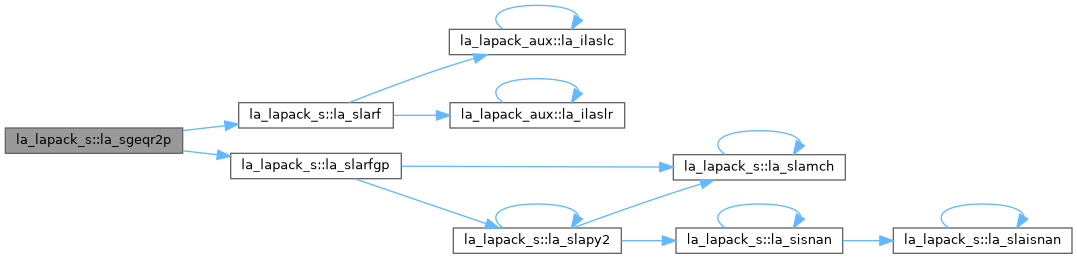 la_lapack_aux::la_ilaslc
la_lapack_s::la_slarf
la_lapack_aux::la_ilaslr
la_lapack_s::la_sgeqr2p
la_lapack_s::la_slarfgp
la_lapack_s::la_slamch
la_lapack_s::la_slapy2
la_lapack_s::la_sisnan
la_lapack_s::la_slaisnan